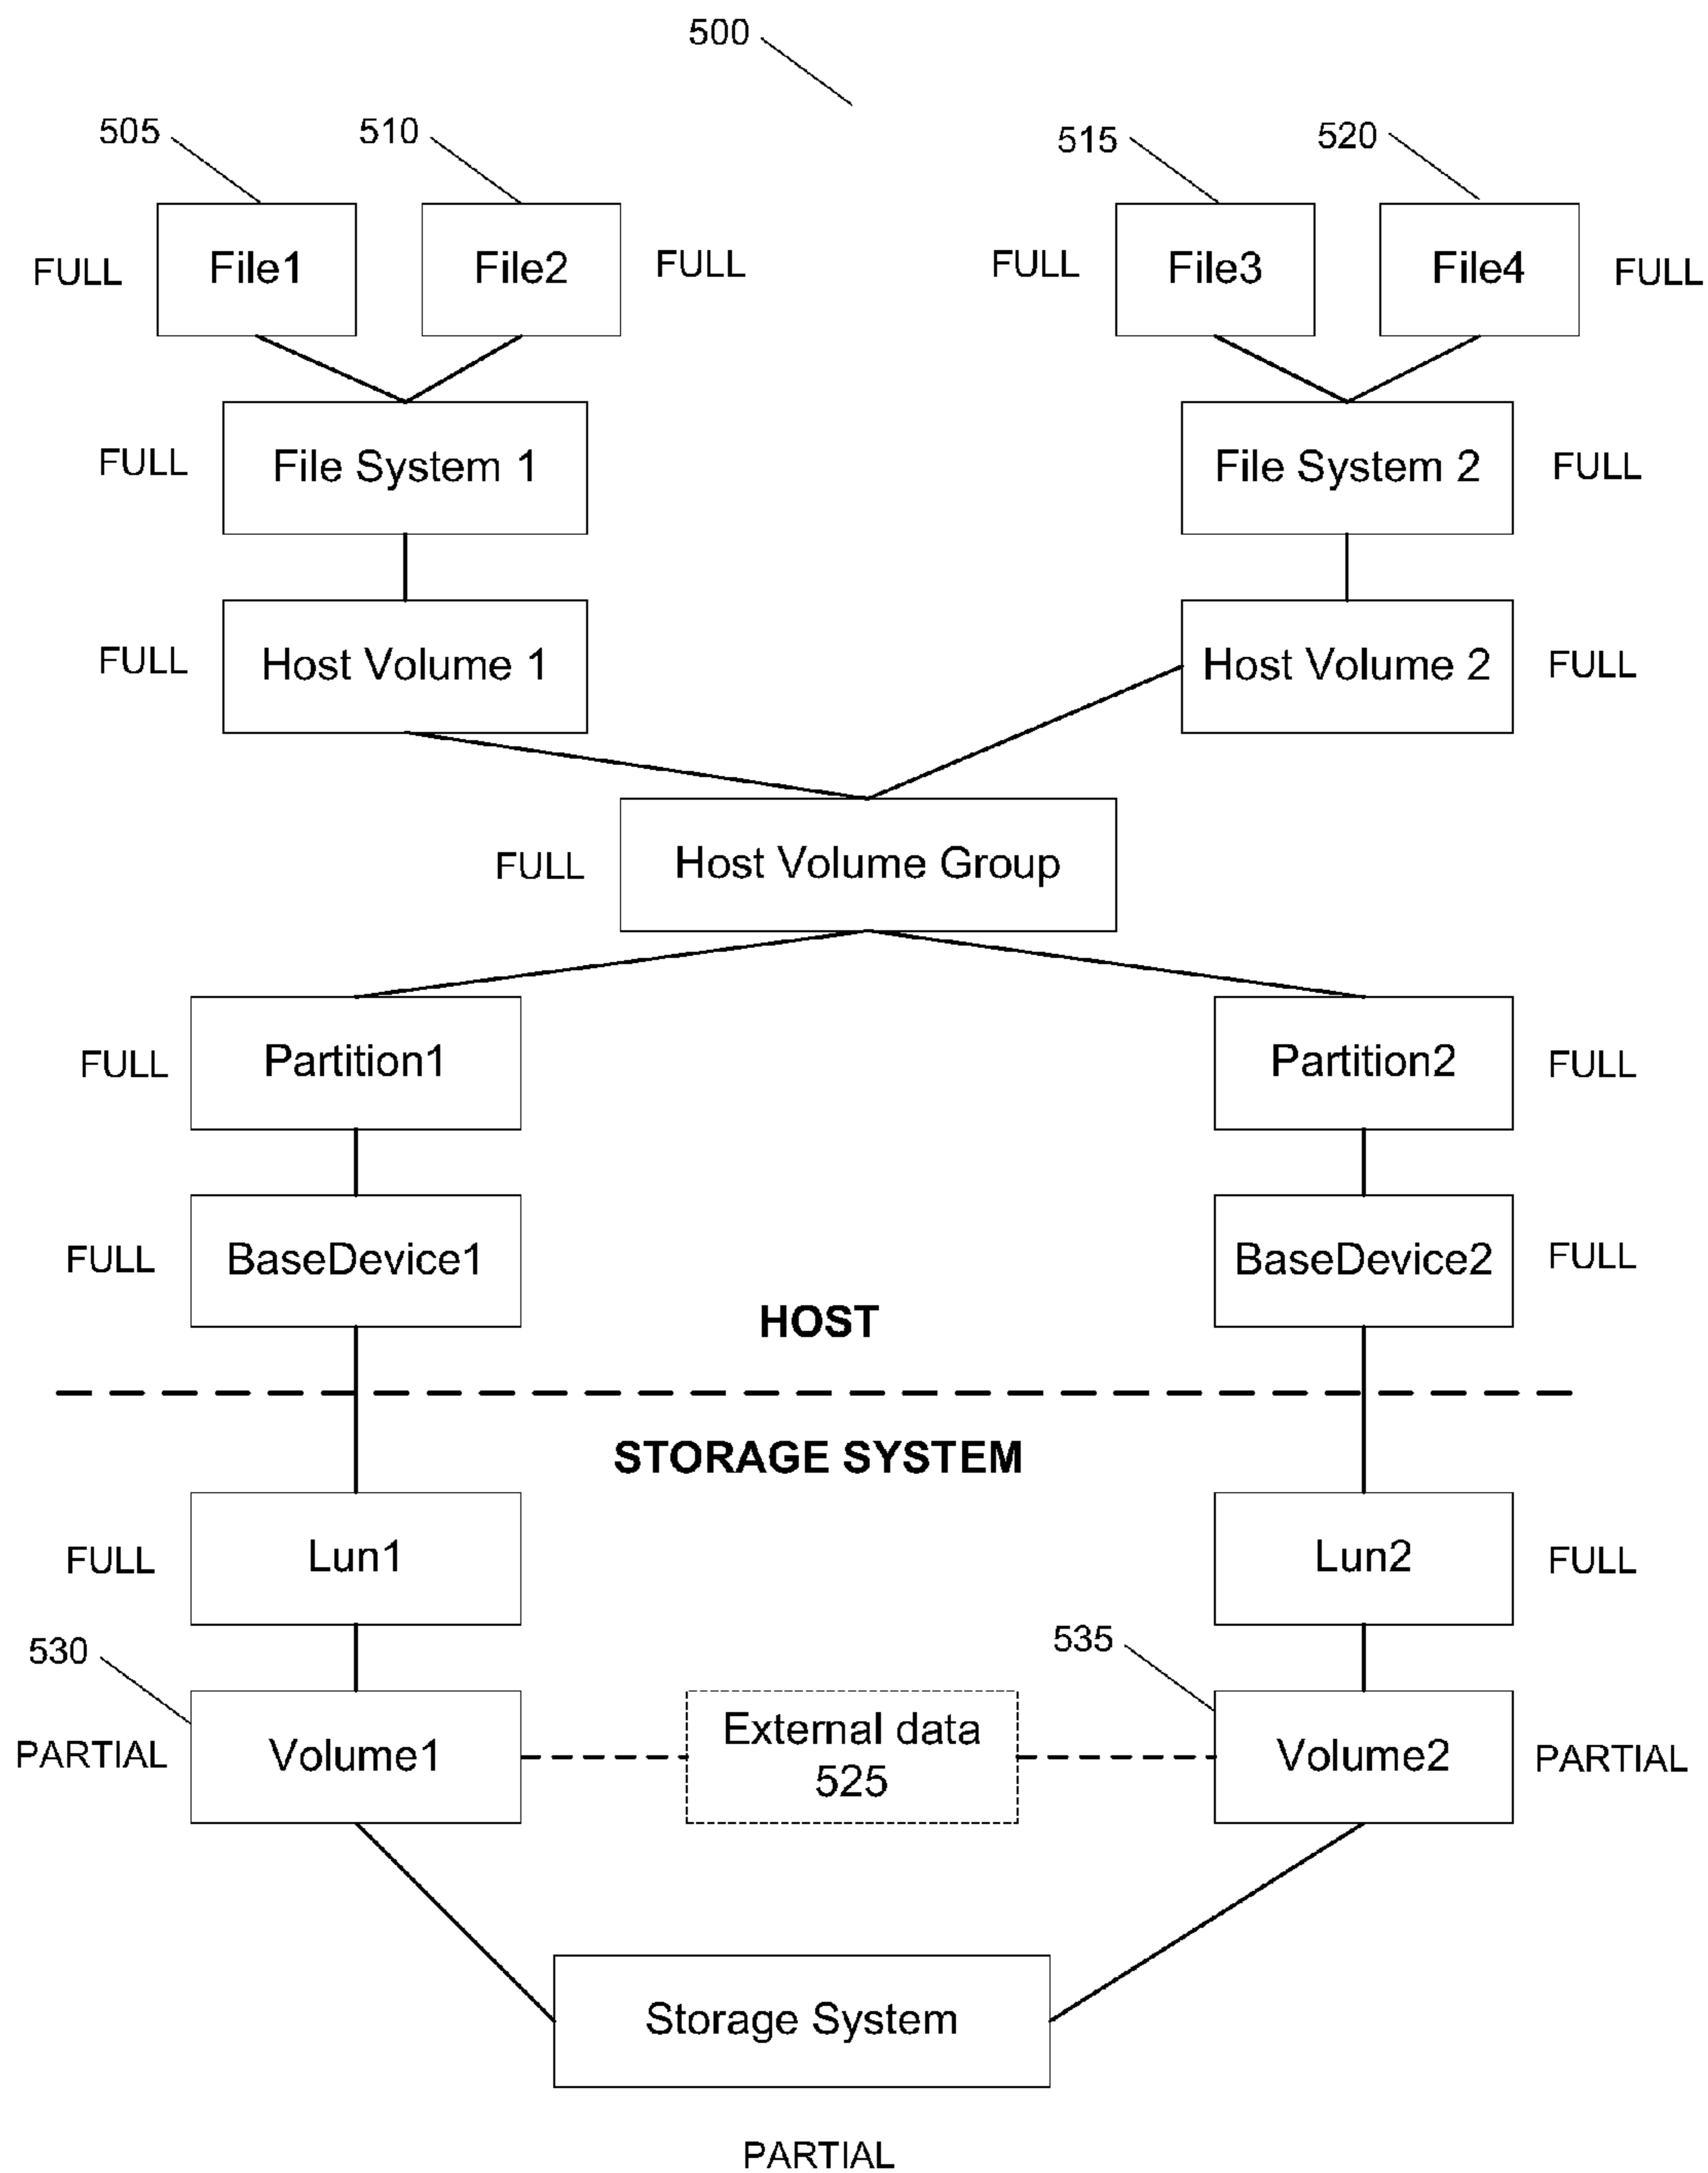 500
505
510
515
520
FULL
File1
File2
FULL
FULL
File3
File4
FULL
FULL
File System 1
File System 2
FULL
FULL
Host Volume 1
Host Volume 2
FULL
FULL
Host Volume Group
FULL
Partition1
Partition2
FULL
FULL
BaseDevice1
BaseDevice2
FULL
HOST
STORAGE SYSTEM
FULL
Lun1
Lun2
FULL
530
535
PARTIAL
Volume1
External data
525
Volume2
PARTIAL
Storage System
PARTIAL